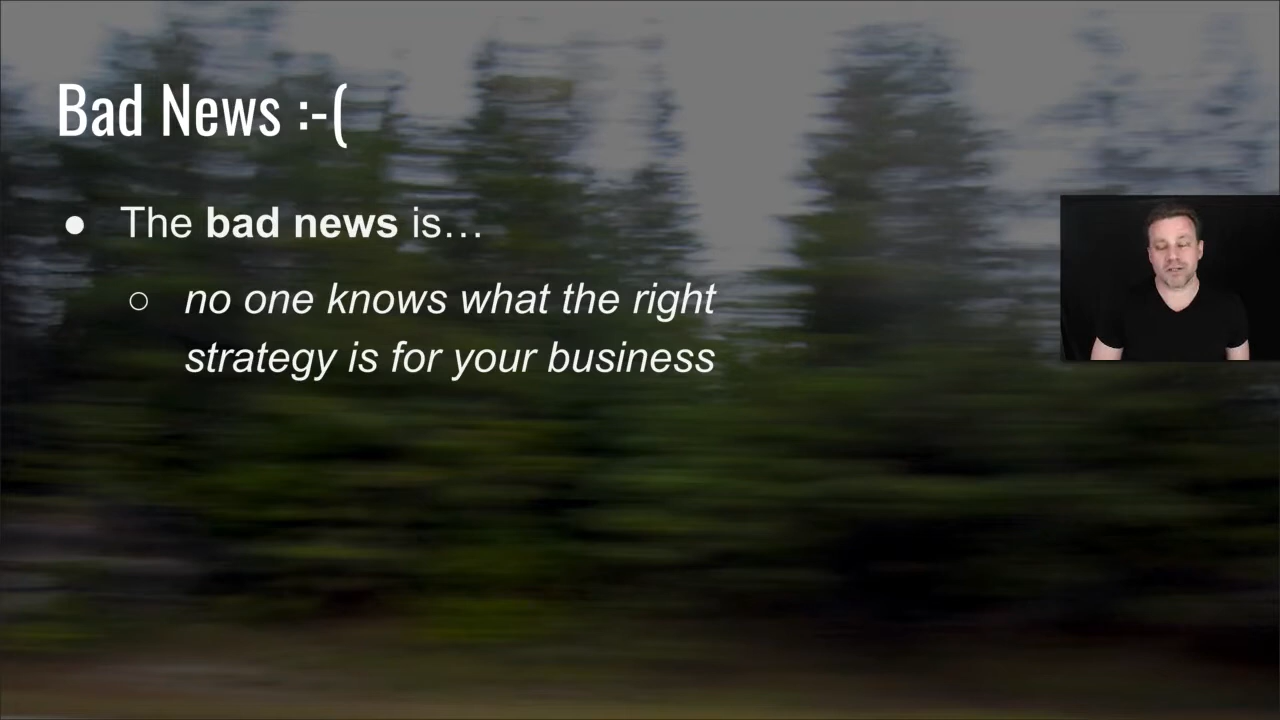 Bad News :-(
● The bad news is…
○ no one knows what the right
strategy is for your business